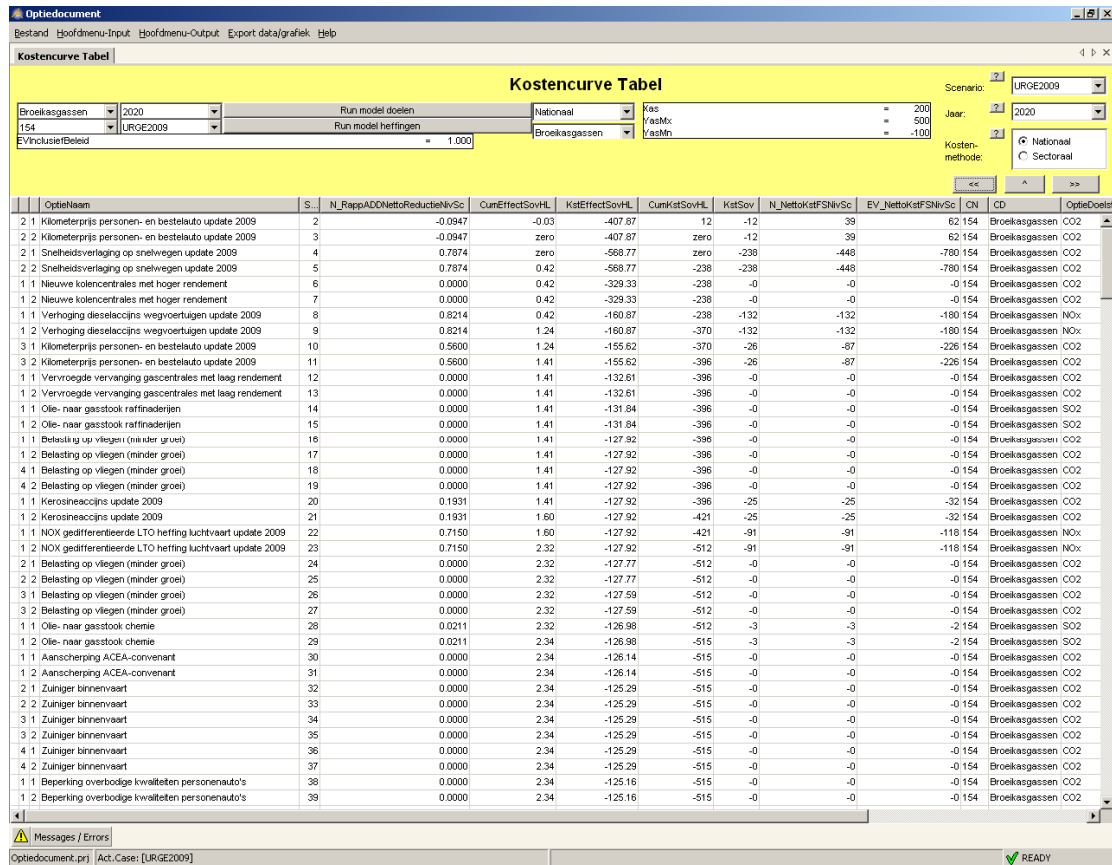 Optiedocument
Bestand Hoofdmenu-Input Hoofdmenu-Output Export data/grafiek Help
Kostencurve Tabel
Kostencurve Tabel
Scenario: ? URGE2009
Broeikasgassen 2020 Run model doelen Nationaal Xas = 200
YasMx = 500
Jaar: ? 2020
154 URGE2009 Run model heffingen Broeikasgassen YasMn = -100
EVInclusiefBeleid = 1.000
Kosten-methode: ? Nationaal
Sectoraal
<< ^ >>
OptieNaam S... N_RappADDNettoReductieNivSc CumEffectSovHL KstEffectSovHL CumKstSovHL KstSov N_NettoKstFSNivSc EV_NettoKstFSNivSc CN CD OptieDoelst
2 1 Kilometerprijs personen- en bestelauto update 2009 2 -0.0947 -0.03 -407.87 12 -12 39 62 154 Broeikasgassen CO2
2 2 Kilometerprijs personen- en bestelauto update 2009 3 -0.0947 zero -407.87 zero -12 39 62 154 Broeikasgassen CO2
2 1 Snelheidsverlaging op snelwegen update 2009 4 0.7874 zero -568.77 zero -238 -448 -780 154 Broeikasgassen CO2
2 2 Snelheidsverlaging op snelwegen update 2009 5 0.7874 0.42 -568.77 -238 -238 -448 -780 154 Broeikasgassen CO2
1 1 Nieuwe kolencentrales met hoger rendement 6 0.0000 0.42 -329.33 -238 -0 -0 -0 154 Broeikasgassen CO2
1 2 Nieuwe kolencentrales met hoger rendement 7 0.0000 0.42 -329.33 -238 -0 -0 -0 154 Broeikasgassen CO2
1 1 Verhoging dieselaccijns wegvoertuigen update 2009 8 0.8214 0.42 -160.87 -238 -132 -132 -180 154 Broeikasgassen NOx
1 2 Verhoging dieselaccijns wegvoertuigen update 2009 9 0.8214 1.24 -160.87 -370 -132 -132 -180 154 Broeikasgassen NOx
3 1 Kilometerprijs personen- en bestelauto update 2009 10 0.5600 1.24 -155.62 -370 -26 -87 -226 154 Broeikasgassen CO2
3 2 Kilometerprijs personen- en bestelauto update 2009 11 0.5600 1.41 -155.62 -396 -26 -87 -226 154 Broeikasgassen CO2
1 1 Vervroegde vervanging gascentrales met laag rendement 12 0.0000 1.41 -132.61 -396 -0 -0 -0 154 Broeikasgassen CO2
1 2 Vervroegde vervanging gascentrales met laag rendement 13 0.0000 1.41 -132.61 -396 -0 -0 -0 154 Broeikasgassen CO2
1 1 Olie- naar gasstook raffinaderijen 14 0.0000 1.41 -131.84 -396 -0 -0 -0 154 Broeikasgassen SO2
1 2 Olie- naar gasstook raffinaderijen 15 0.0000 1.41 -131.84 -396 -0 -0 -0 154 Broeikasgassen SO2
1 1 Belasting op vliegen (minder groei) 16 0.0000 1.41 -127.92 -396 -0 -0 -0 154 Broeikasgassen CO2
1 2 Belasting op vliegen (minder groei) 17 0.0000 1.41 -127.92 -396 -0 -0 -0 154 Broeikasgassen CO2
4 1 Belasting op vliegen (minder groei) 18 0.0000 1.41 -127.92 -396 -0 -0 -0 154 Broeikasgassen CO2
4 2 Belasting op vliegen (minder groei) 19 0.0000 1.41 -127.92 -396 -0 -0 -0 154 Broeikasgassen CO2
1 1 Kerosineaccijns update 2009 20 0.1931 1.41 -127.92 -396 -25 -25 -32 154 Broeikasgassen CO2
1 2 Kerosineaccijns update 2009 21 0.1931 1.60 -127.92 -421 -25 -25 -32 154 Broeikasgassen CO2
1 1 NOX gedifferentieerde LTO heffing luchtvaart update 2009 22 0.7150 1.60 -127.92 -421 -91 -91 -118 154 Broeikasgassen NOx
1 2 NOX gedifferentieerde LTO heffing luchtvaart update 2009 23 0.7150 2.32 -127.92 -512 -91 -91 -118 154 Broeikasgassen NOx
2 1 Belasting op vliegen (minder groei) 24 0.0000 2.32 -127.77 -512 -0 -0 -0 154 Broeikasgassen CO2
2 2 Belasting op vliegen (minder groei) 25 0.0000 2.32 -127.77 -512 -0 -0 -0 154 Broeikasgassen CO2
3 1 Belasting op vliegen (minder groei) 26 0.0000 2.32 -127.59 -512 -0 -0 -0 154 Broeikasgassen CO2
3 2 Belasting op vliegen (minder groei) 27 0.0000 2.32 -127.59 -512 -0 -0 -0 154 Broeikasgassen CO2
1 1 Olie- naar gasstook chemie 28 0.0211 2.32 -126.98 -512 -3 -3 -2 154 Broeikasgassen SO2
1 2 Olie- naar gasstook chemie 29 0.0211 2.34 -126.98 -515 -3 -3 -2 154 Broeikasgassen SO2
1 1 Aanscherping ACEA-convenant 30 0.0000 2.34 -126.14 -515 -0 -0 -0 154 Broeikasgassen CO2
1 2 Aanscherping ACEA-convenant 31 0.0000 2.34 -126.14 -515 -0 -0 -0 154 Broeikasgassen CO2
2 1 Zuiniger binnenvaart 32 0.0000 2.34 -125.29 -515 -0 -0 -0 154 Broeikasgassen CO2
2 2 Zuiniger binnenvaart 33 0.0000 2.34 -125.29 -515 -0 -0 -0 154 Broeikasgassen CO2
3 1 Zuiniger binnenvaart 34 0.0000 2.34 -125.29 -515 -0 -0 -0 154 Broeikasgassen CO2
3 2 Zuiniger binnenvaart 35 0.0000 2.34 -125.29 -515 -0 -0 -0 154 Broeikasgassen CO2
4 1 Zuiniger binnenvaart 36 0.0000 2.34 -125.29 -515 -0 -0 -0 154 Broeikasgassen CO2
4 2 Zuiniger binnenvaart 37 0.0000 2.34 -125.29 -515 -0 -0 -0 154 Broeikasgassen CO2
1 1 Beperking overbodige kwaliteiten personenauto's 38 0.0000 2.34 -125.16 -515 -0 -0 -0 154 Broeikasgassen CO2
1 2 Beperking overbodige kwaliteiten personenauto's 39 0.0000 2.34 -125.16 -515 -0 -0 -0 154 Broeikasgassen CO2
Messages / Errors
Optiedocument.prj Act.Case: [URGE2009] READY